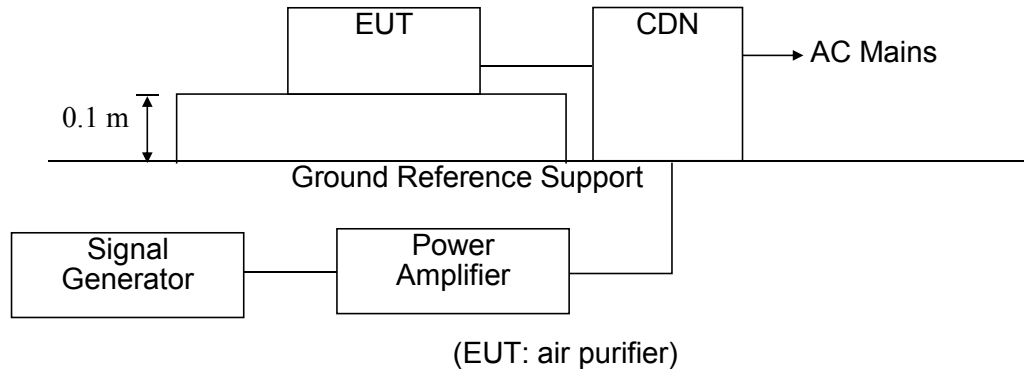 EUT
CDN
AC Mains
0.1 m
Ground Reference Support
Signal
Generator
Power
Amplifier
(EUT: air purifier)